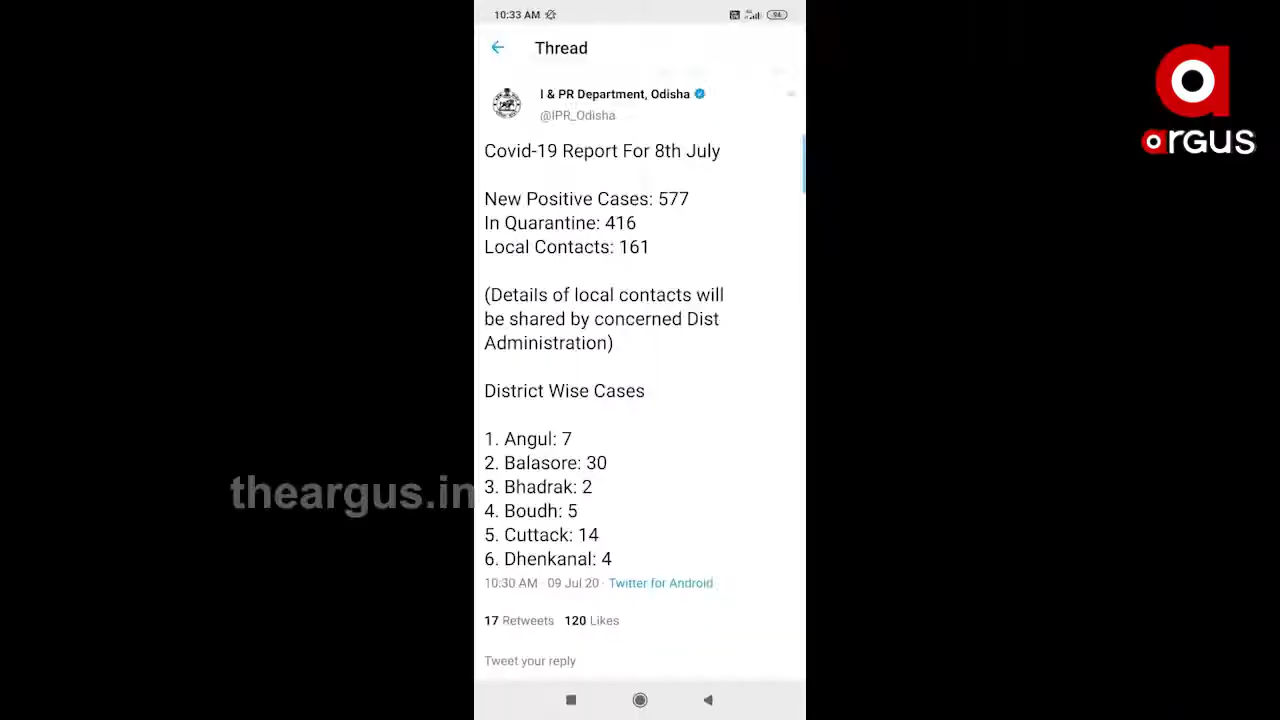 10:33 AM
94
Thread
I & PR Department, Odisha
@IPR_Odisha
argus
Covid-19 Report For 8th July
New Positive Cases: 577
In Quarantine: 416
Local Contacts: 161
(Details of local contacts will
be shared by concerned Dist
Administration)
District Wise Cases
1. Angul: 7
2. Balasore: 30
3. Bhadrak: 2
4. Boudh: 5
5. Cuttack: 14
6. Dhenkanal: 4
theargus.in
10:30 AM · 09 Jul 20 · Twitter for Android
17 Retweets 120 Likes
Tweet your reply